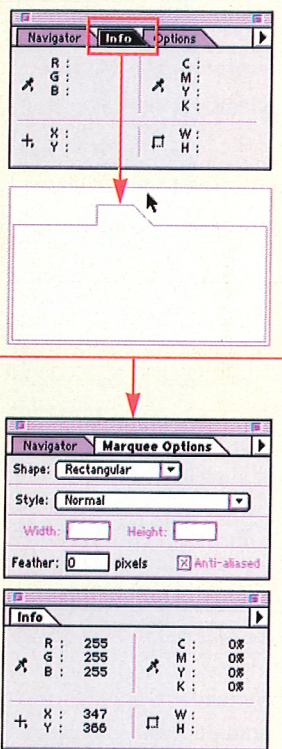 Navigator Info Options
R : C :
G : M :
B : Y :
K :
X : W :
Y : H :
Navigator Marquee Options
Shape: Rectangular
Style: Normal
Width: Height:
Feather: 0 pixels Anti-aliased
Info
R : 255 C : 0%
G : 255 M : 0%
B : 255 Y : 0%
K : 0%
X : 347 W :
Y : 366 H :